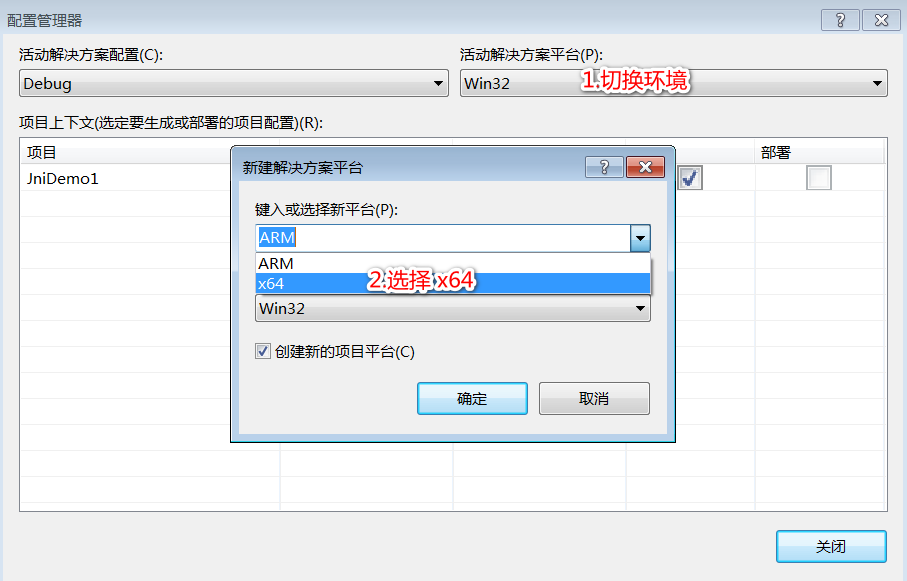 配置管理器
活动解决方案配置(C):
活动解决方案平台(P):
Debug
Win32
1.切换环境
项目上下文(选定要生成或部署的项目配置)(R):
项目
部署
JniDemo1
新建解决方案平台
键入或选择新平台(P):
ARM
ARM
x64
2.选择 x64
Win32
创建新的项目平台(C)
确定
取消
关闭